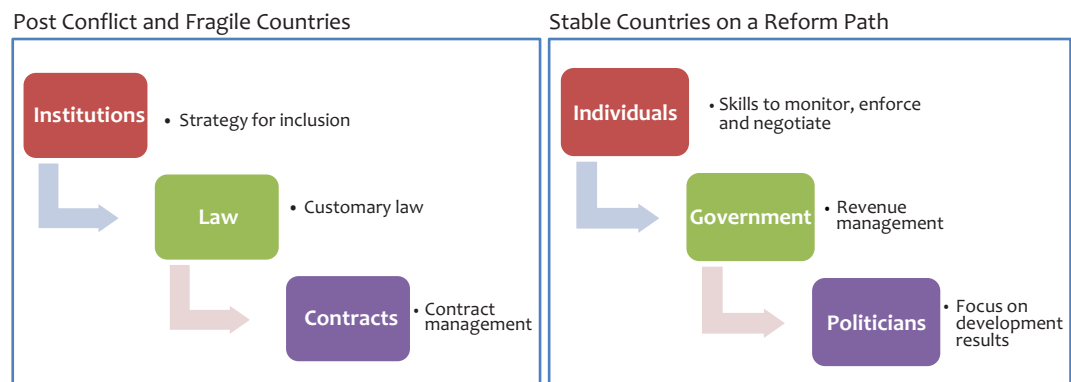 Post Conflict and Fragile Countries
Institutions
• Strategy for inclusion
Law
• Customary law
Contracts
• Contract
management
Stable Countries on a Reform Path
Individuals
• Skills to monitor, enforce
and negotiate
Government
• Revenue
management
Politicians
• Focus on
development
results